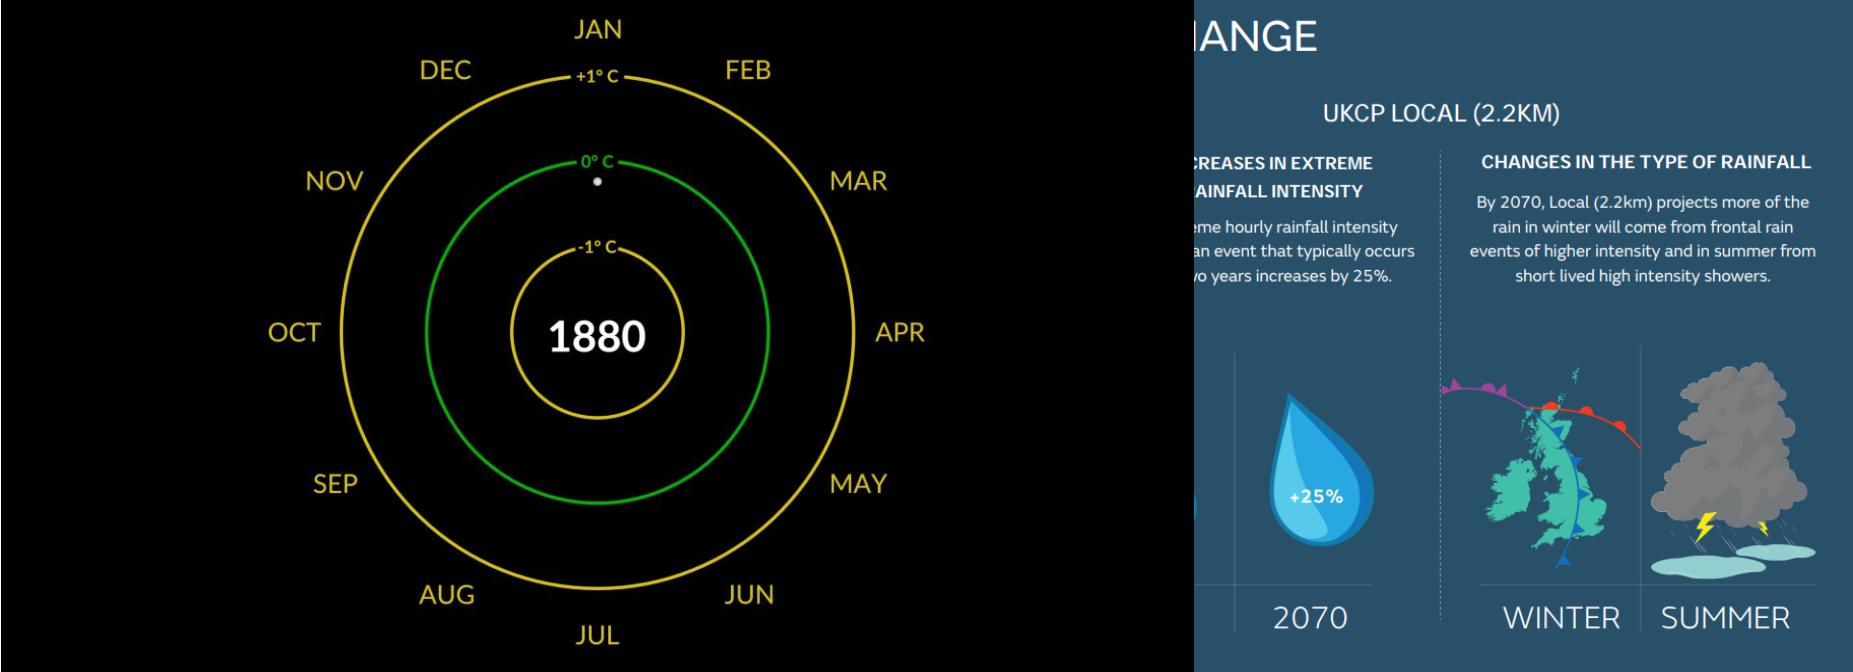 JAN
DEC
FEB
+1° C
NOV
0° C
MAR
-1° C
OCT
1880
APR
SEP
MAY
AUG
JUN
JUL
HANGE
UKCP LOCAL (2.2KM)
CREASES IN EXTREME
AINFALL INTENSITY
eme hourly rainfall intensity
an event that typically occurs
wo years increases by 25%.
+25%
2070
CHANGES IN THE TYPE OF RAINFALL
By 2070, Local (2.2km) projects more of the
rain in winter will come from frontal rain
events of higher intensity and in summer from
short lived high intensity showers.
WINTER
SUMMER